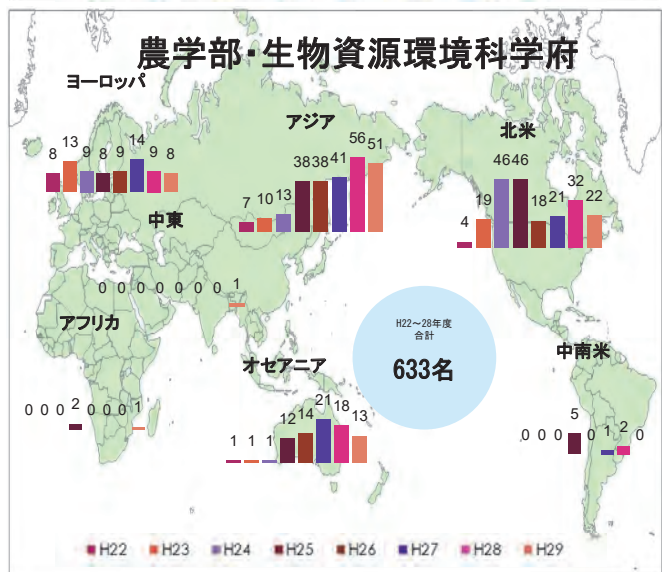 農学部・生物資源環境科学府
ヨーロッパ
8 13 9 8 9 14 9 8
アジア
7 10 13 38 38 41 56 51
北米
4 19 46 46 18 21 32 22
中東
0 0 0 0 0 0 0 1
アフリカ
0 0 0 2 0 0 0 1
オセアニア
1 1 1 12 14 21 18 13
H22～28年度
合計
633名
中南米
0 0 0 5 0 1 2 0
H22 H23 H24 H25 H26 H27 H28 H29